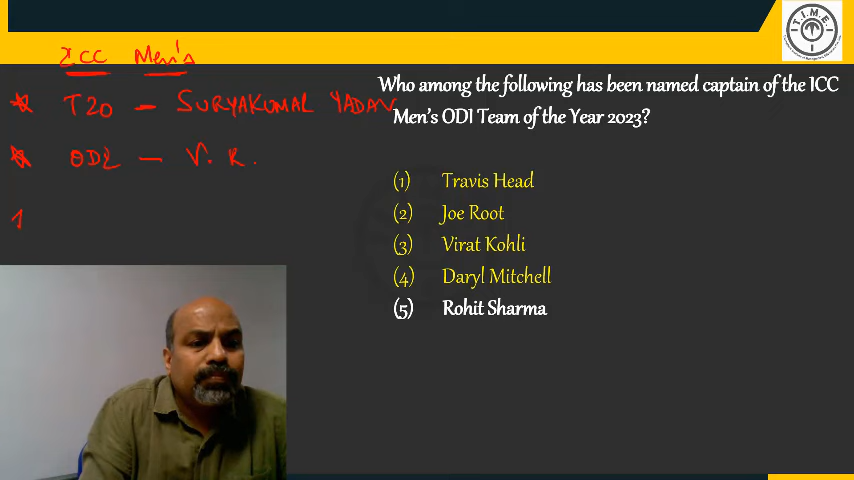 T.I.M.E.
ICC Men's
T20 - SURYAKUMAR YADAV
ODI - V. K.
1
Who among the following has been named captain of the ICC
Men's ODI Team of the Year 2023?
(1) Travis Head
(2) Joe Root
(3) Virat Kohli
(4) Daryl Mitchell
(5) Rohit Sharma